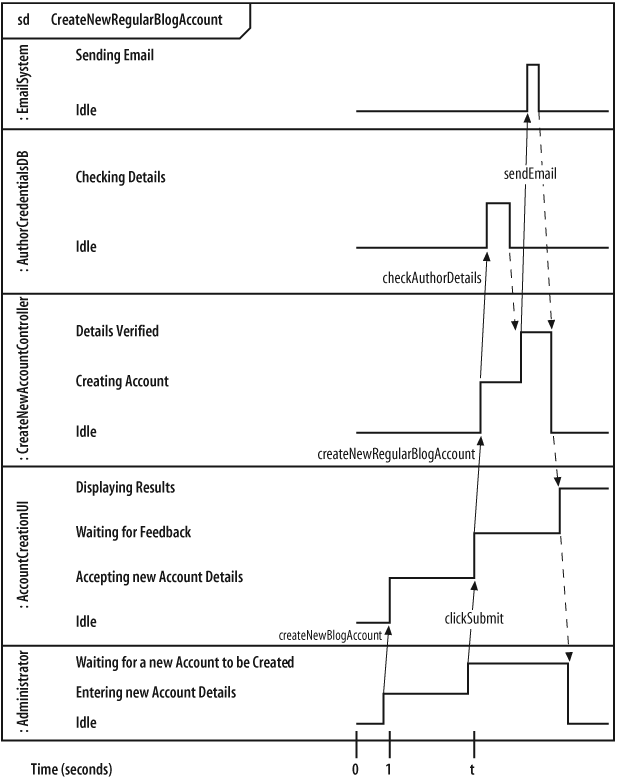 sd CreateNewRegularBlogAccount
: EmailSystem
Sending Email
Idle
sendEmail
: AuthorCredentialsDB
Checking Details
Idle
checkAuthorDetails
: CreateNewAccountController
Details Verified
Creating Account
Idle
createNewRegularBlogAccount
: AccountCreationUI
Displaying Results
Waiting for Feedback
Accepting new Account Details
Idle
createNewBlogAccount
clickSubmit
: Administrator
Waiting for a new Account to be Created
Entering new Account Details
Idle
Time (seconds) 0 1 t